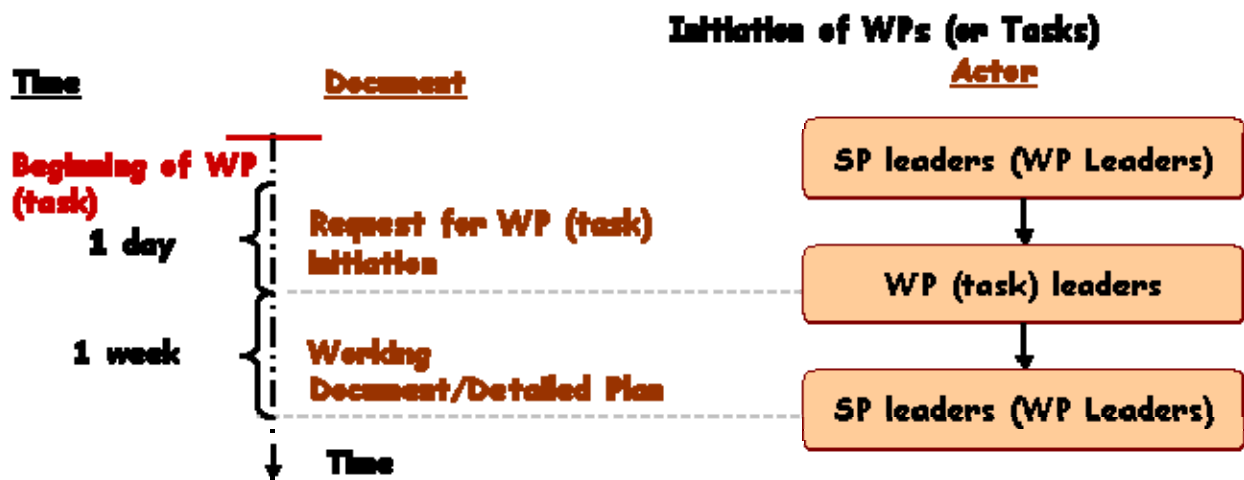 Initiation of WPs (or Tasks)
Time
Document
Actor
Beginning of WP
(task)
SP leaders (WP Leaders)
1 day
Request for WP (task)
initiation
WP (task) leaders
1 week
Working
Document/Detailed Plan
SP leaders (WP Leaders)
Time